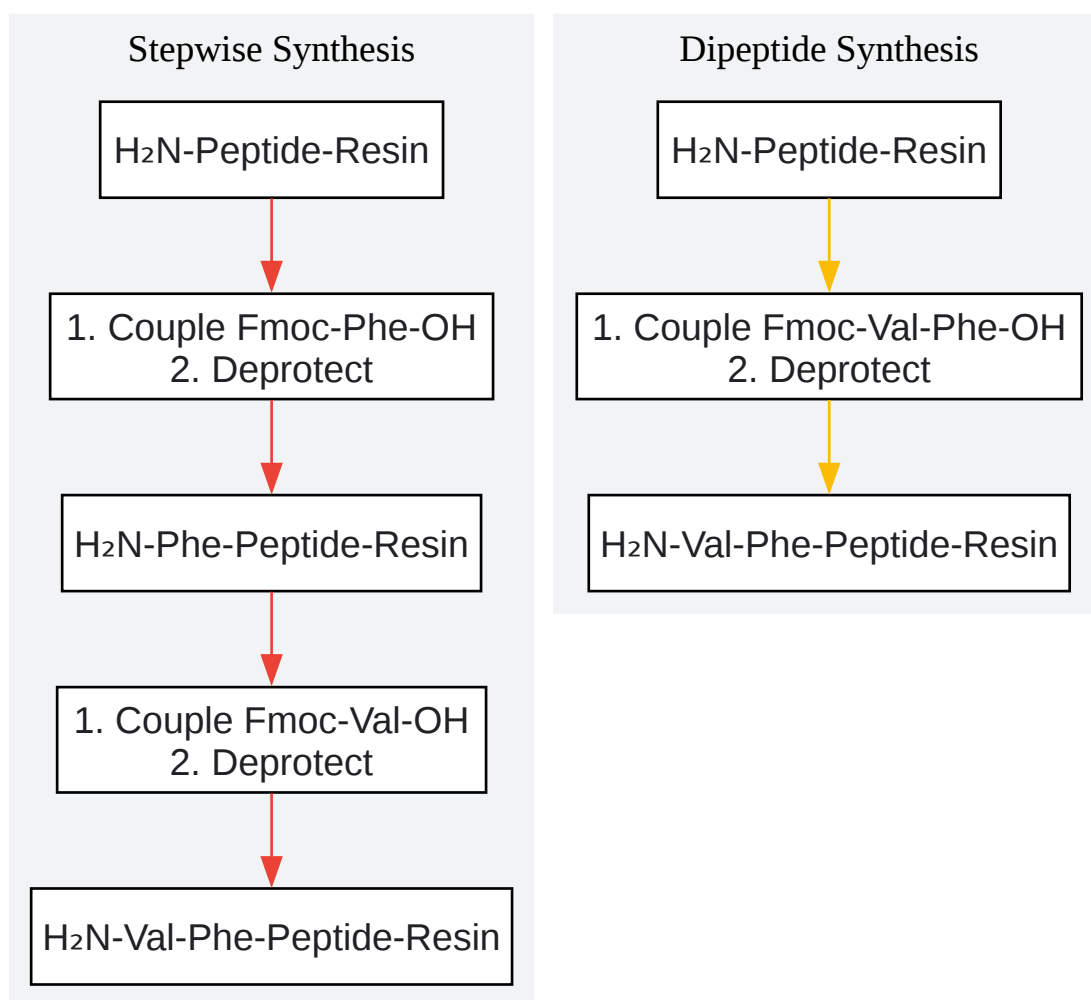 Stepwise Synthesis
H₂N-Peptide-Resin
1. Couple Fmoc-Phe-OH
2. Deprotect
H₂N-Phe-Peptide-Resin
1. Couple Fmoc-Val-OH
2. Deprotect
H₂N-Val-Phe-Peptide-Resin
Dipeptide Synthesis
H₂N-Peptide-Resin
1. Couple Fmoc-Val-Phe-OH
2. Deprotect
H₂N-Val-Phe-Peptide-Resin